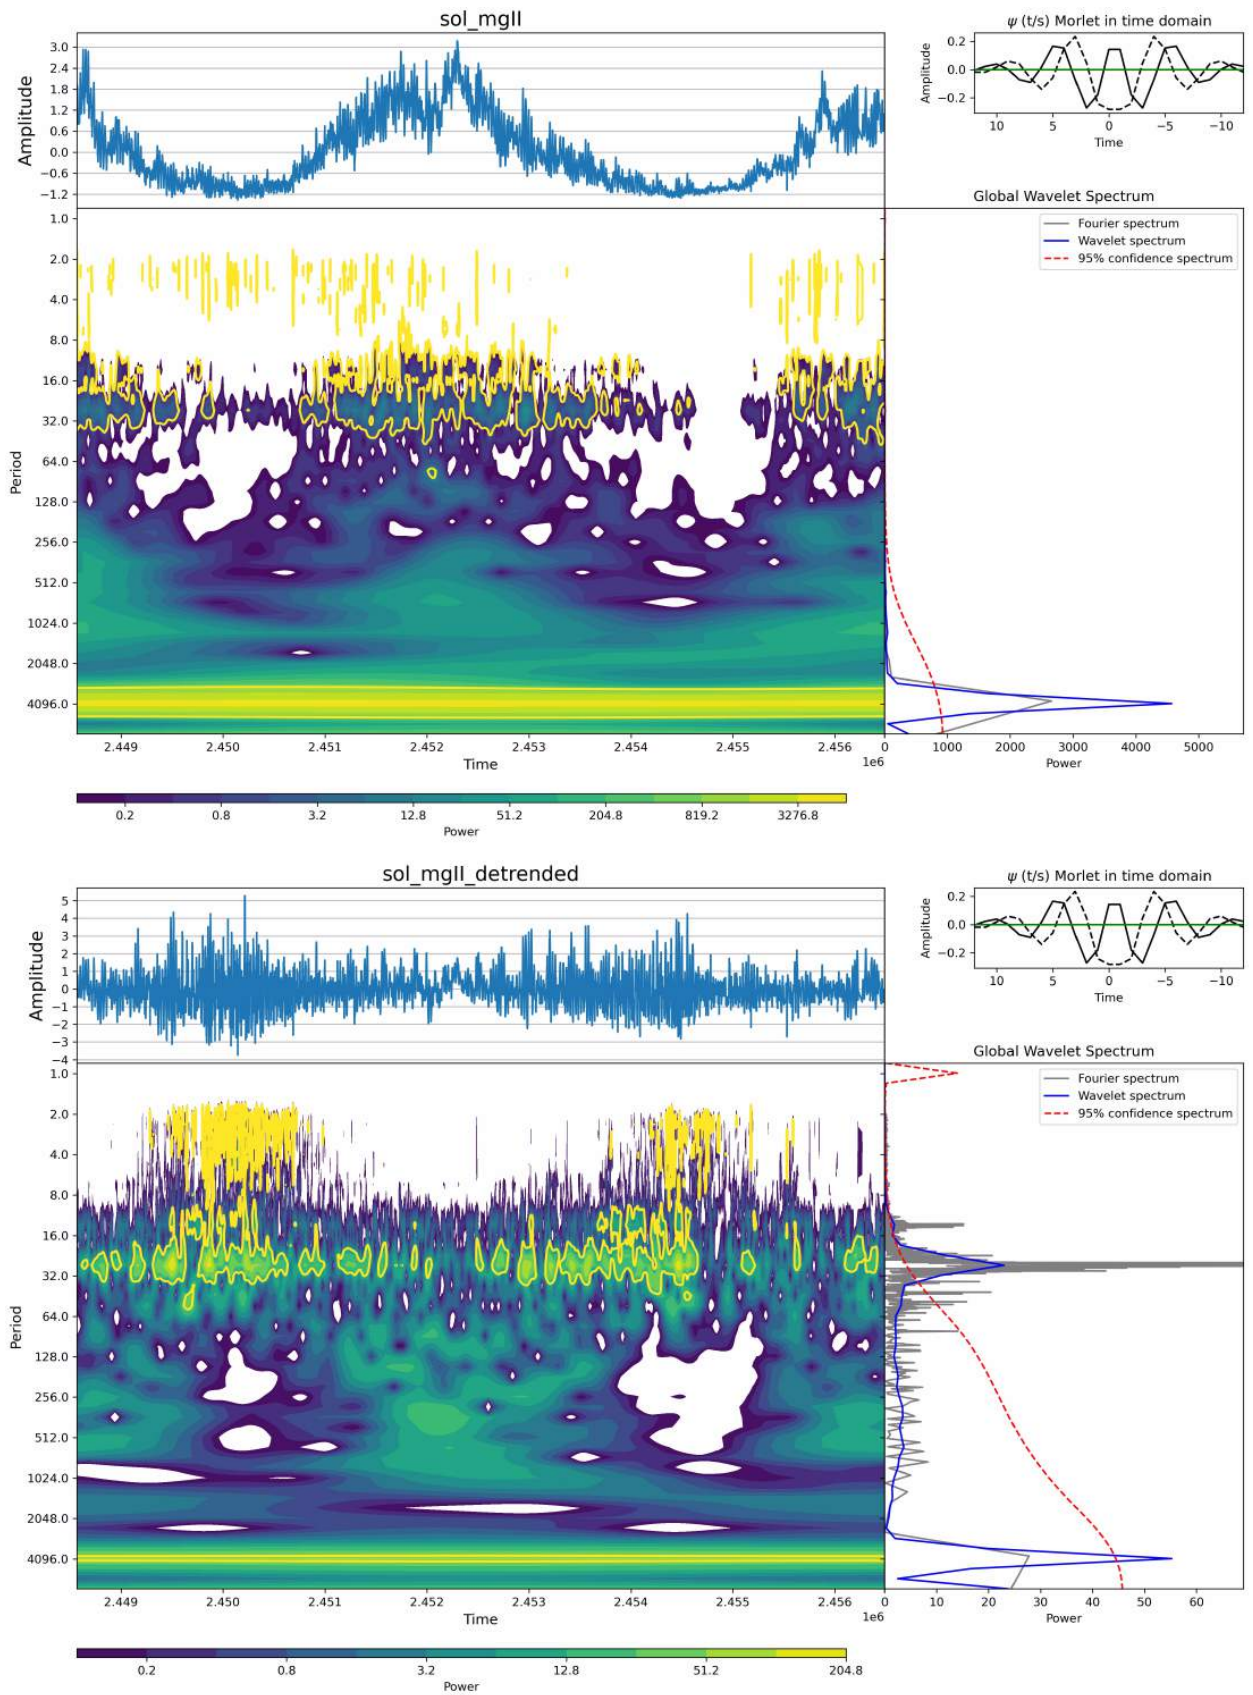 sol_mgII
3.0
2.4
1.8
1.2
0.6
0.0
−0.6
−1.2
Amplitude
ψ (t/s) Morlet in time domain
0.2
0.0
−0.2
Amplitude
10 5 0 −5 −10
Time
Global Wavelet Spectrum
Fourier spectrum
Wavelet spectrum
95% confidence spectrum
1.0
2.0
4.0
8.0
16.0
32.0
64.0
128.0
256.0
512.0
1024.0
2048.0
4096.0
Period
2.449 2.450 2.451 2.452 2.453 2.454 2.455 2.456
1e6
Time
0 1000 2000 3000 4000 5000
Power
0.2 0.8 3.2 12.8 51.2 204.8 819.2 3276.8
Power
sol_mgII_detrended
5
4
3
2
1
0
−1
−2
−3
−4
Amplitude
ψ (t/s) Morlet in time domain
0.2
0.0
−0.2
Amplitude
10 5 0 −5 −10
Time
Global Wavelet Spectrum
Fourier spectrum
Wavelet spectrum
95% confidence spectrum
1.0
2.0
4.0
8.0
16.0
32.0
64.0
128.0
256.0
512.0
1024.0
2048.0
4096.0
Period
2.449 2.450 2.451 2.452 2.453 2.454 2.455 2.456
1e6
Time
0 10 20 30 40 50 60
Power
0.2 0.8 3.2 12.8 51.2 204.8
Power